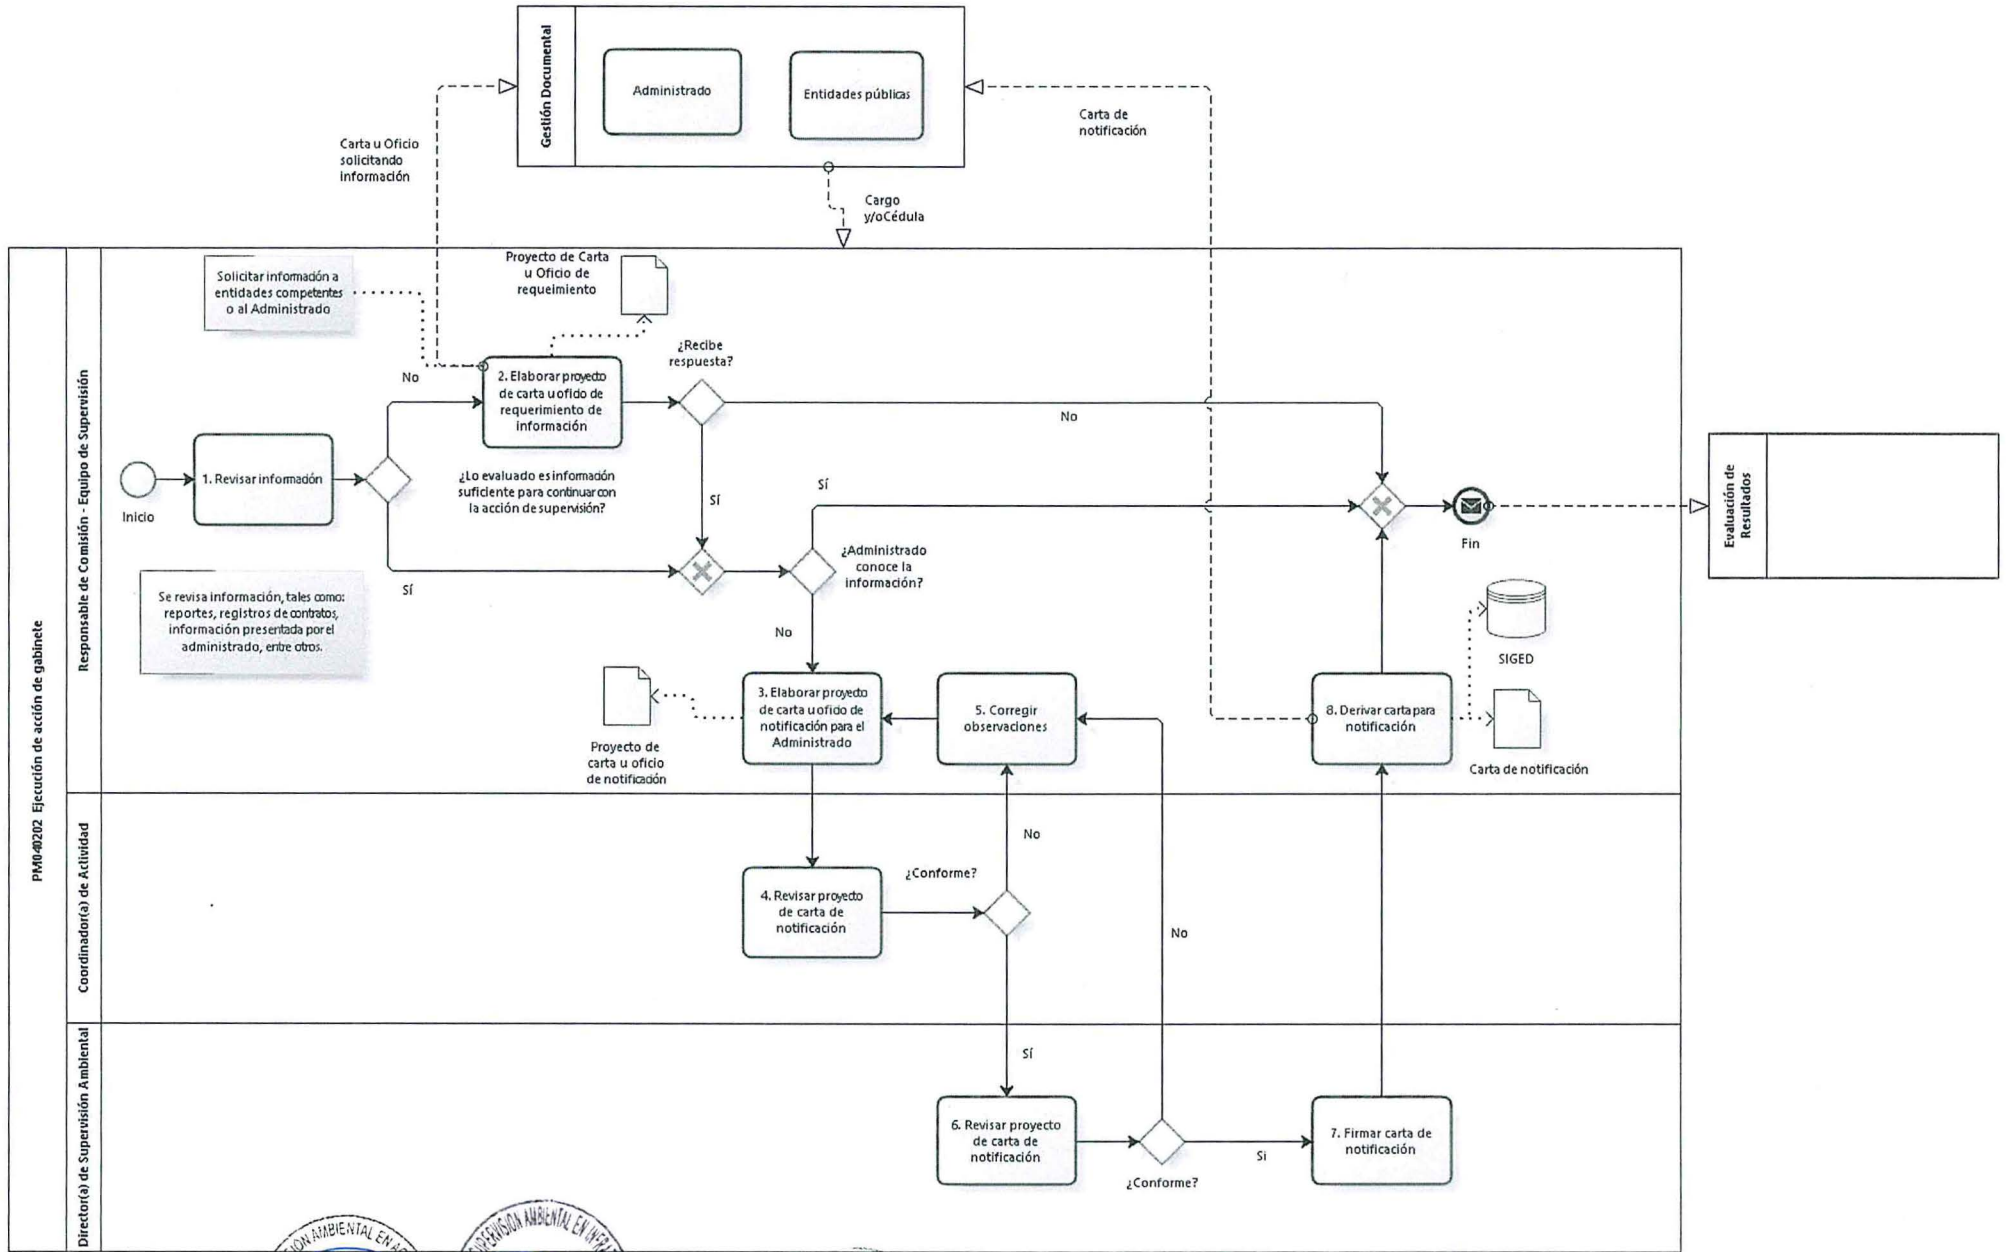 Gestión Documental
Administrado
Entidades públicas
Carta u Oficio
solicitando
información
Carta de
notificación
Cargo
y/oCédula
PM040202 Ejecución de acción de gabinete
Responsable de Comisión - Equipo de Supervisión
Solicitar información a
entidades competentes
o al Administrado
Proyecto de Carta
u Oficio de
requeimiento
No
2. Elaborar proyecto
de carta u oficio de
requerimiento de
información
¿Recibe
respuesta?
No
Inicio
1. Revisar información
¿Lo evaluado es información
suficiente para continuar con
la acción de supervisión?
Sí
Sí
Sí
¿Administrado
conoce la
información?
Fin
Evaluación de
Resultados
Se revisa información, tales como:
reportes, registros de contratos,
información presentada por el
administrado, entre otros.
No
SIGED
3. Elaborar proyecto
de carta u oficio de
notificación para el
Administrado
5. Corregir
observaciones
8. Derivar carta para
notificación
Proyecto de
carta u oficio
de notificación
Carta de notificación
Coordinador(a) de Actividad
No
4. Revisar proyecto
de carta de
notificación
¿Conforme?
No
Director(a) de Supervisión Ambiental
Sí
6. Revisar proyecto
de carta de
notificación
¿Conforme?
Si
7. Firmar carta de
notificación
AMBIENTAL EN
AMBIENTAL EN